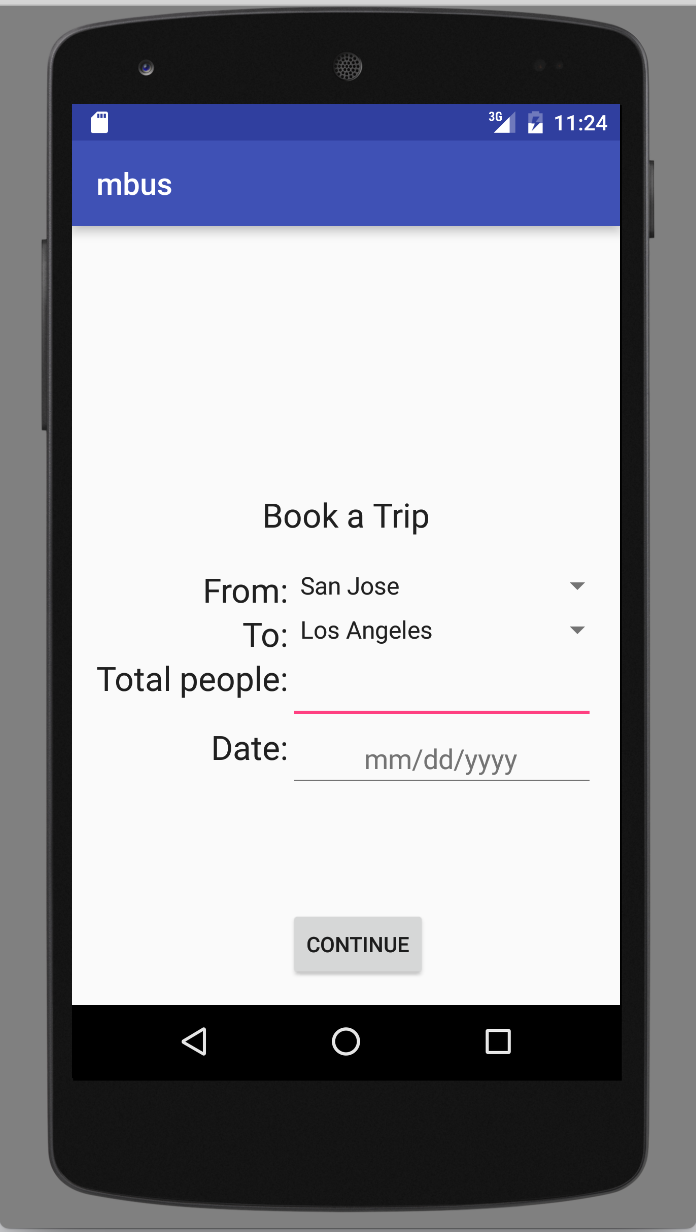 3G 11:24
mbus
Book a Trip
From: San Jose
To: Los Angeles
Total people:
Date: mm/dd/yyyy
CONTINUE